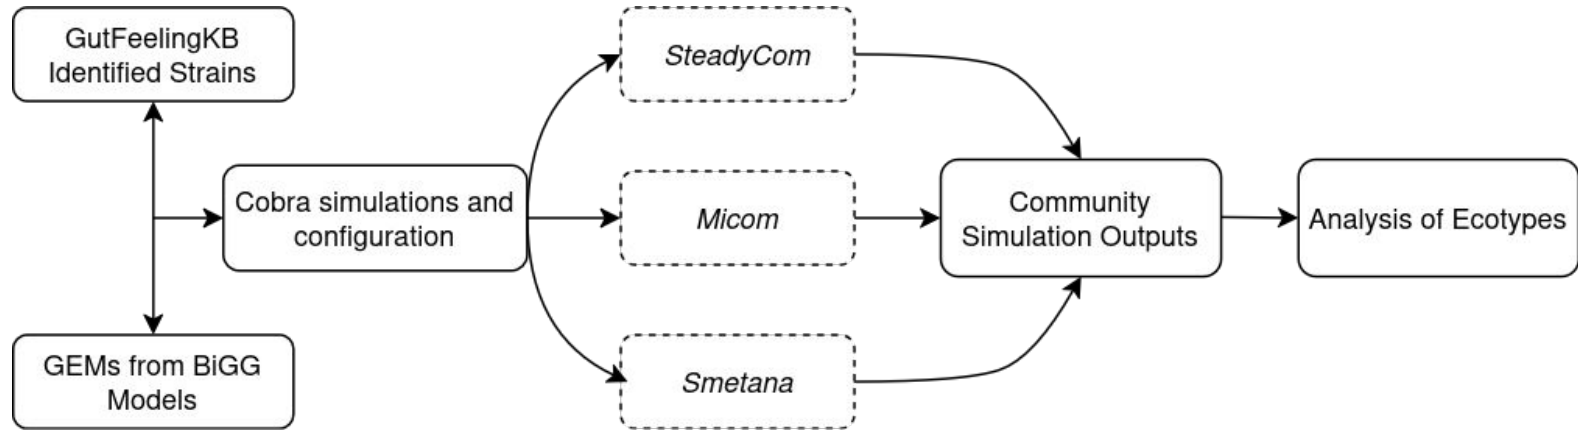 GutFeelingKB
Identified Strains
GEMs from BiGG
Models
Cobra simulations and
configuration
SteadyCom
Micom
Smetana
Community
Simulation Outputs
Analysis of Ecotypes